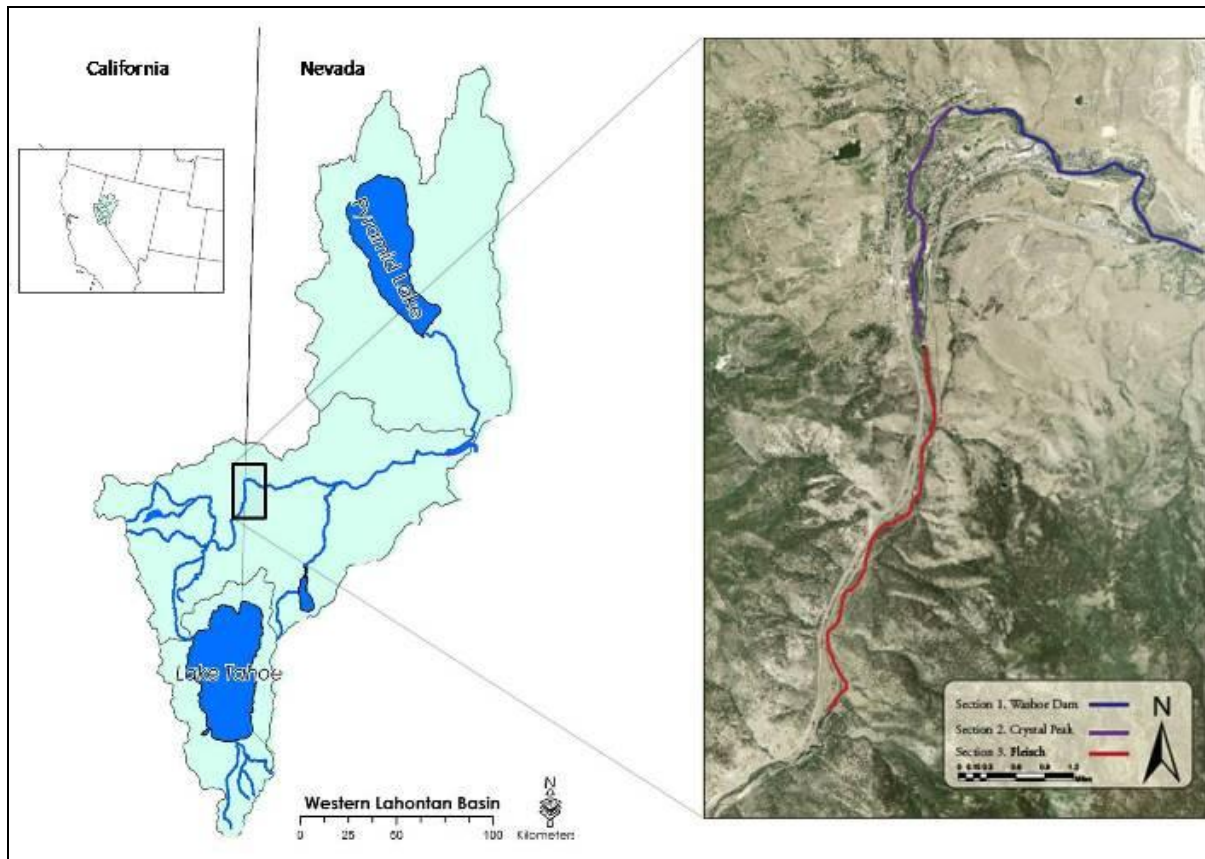 California
Nevada
Pyramid Lake
Lake Tahoe
Western Lahontan Basin
0 25 50 75 100
N
Kilometers
Section 1. Washoe Dam
Section 2. Crystal Peak
Section 3. Fleisch
N